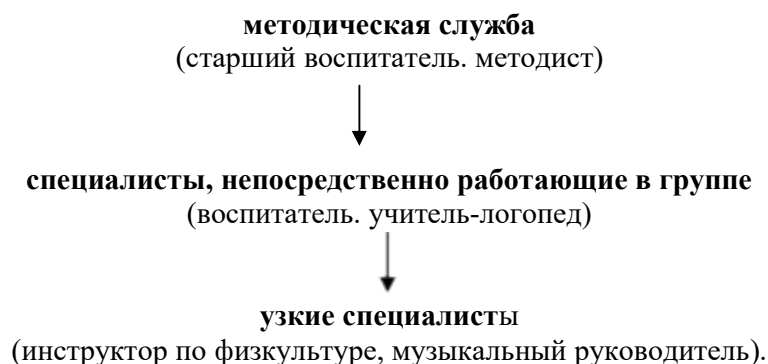 методическая служба
(старший воспитатель. методист)
специалисты, непосредственно работающие в группе
(воспитатель. учитель-логопед)
узкие специалисты
(инструктор по физкультуре, музыкальный руководитель).